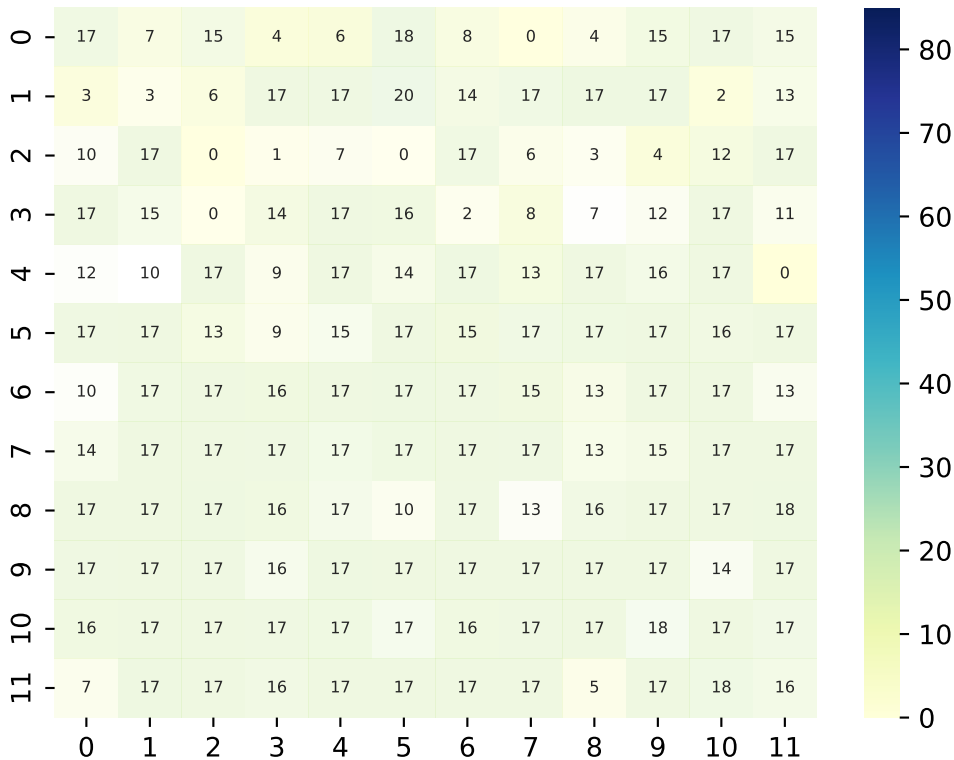 0 17 7 15 4 6 18 8 0 4 15 17 15
1 3 3 6 17 17 20 14 17 17 17 2 13
2 10 17 0 1 7 0 17 6 3 4 12 17
3 17 15 0 14 17 16 2 8 7 12 17 11
4 12 10 17 9 17 14 17 13 17 16 17 0
5 17 17 13 9 15 17 15 17 17 17 16 17
6 10 17 17 16 17 17 17 15 13 17 17 13
7 14 17 17 17 17 17 17 17 13 15 17 17
8 17 17 17 16 17 10 17 13 16 17 17 18
9 17 17 17 16 17 17 17 17 17 17 14 17
10 16 17 17 17 17 17 16 17 17 18 17 17
11 7 17 17 16 17 17 17 17 5 17 18 16
0 1 2 3 4 5 6 7 8 9 10 11
80
70
60
50
40
30
20
10
0